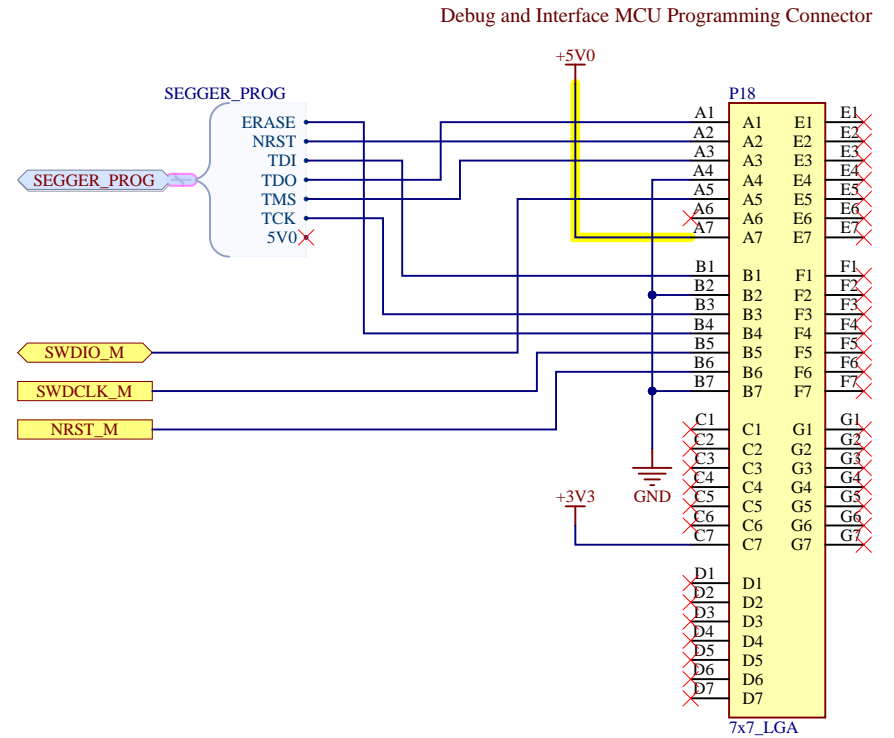 Debug and Interface MCU Programming Connector
+5V0
SEGGER_PROG
P18
ERASE
NRST
TDI
TDO
TMS
TCK
5V0
SEGGER_PROG
SWDIO_M
SWDCLK_M
NRST_M
GND
+3V3
A1 A1 E1 E1
A2 A2 E2 E2
A3 A3 E3 E3
A4 A4 E4 E4
A5 A5 E5 E5
A6 A6 E6 E6
A7 A7 E7 E7
B1 B1 F1 F1
B2 B2 F2 F2
B3 B3 F3 F3
B4 B4 F4 F4
B5 B5 F5 F5
B6 B6 F6 F6
B7 B7 F7 F7
C1 C1 G1 G1
C2 C2 G2 G2
C3 C3 G3 G3
C4 C4 G4 G4
C5 C5 G5 G5
C6 C6 G6 G6
C7 C7 G7 G7
D1 D1
D2 D2
D3 D3
D4 D4
D5 D5
D6 D6
D7 D7
7x7_LGA